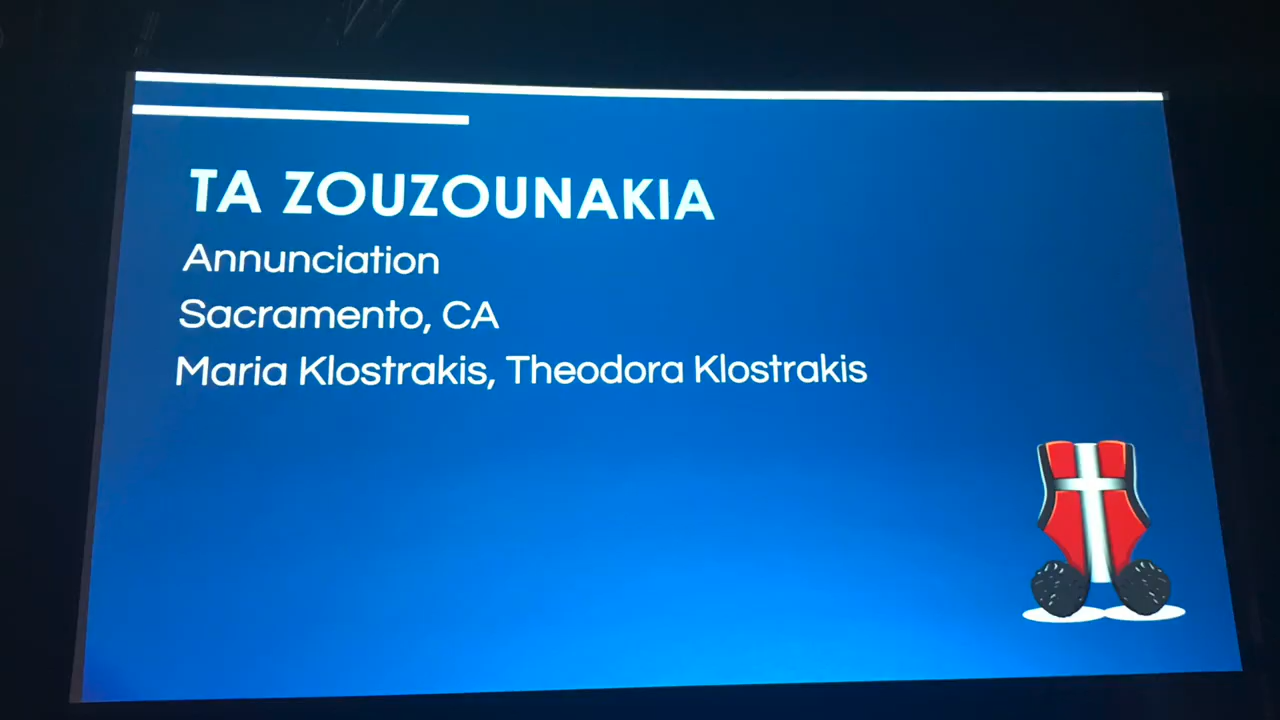 TA ZOUZOUNAKIA
Annunciation
Sacramento, CA
Maria Klostrakis, Theodora Klostrakis